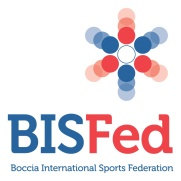 BISFed
Boccia International Sports Federation